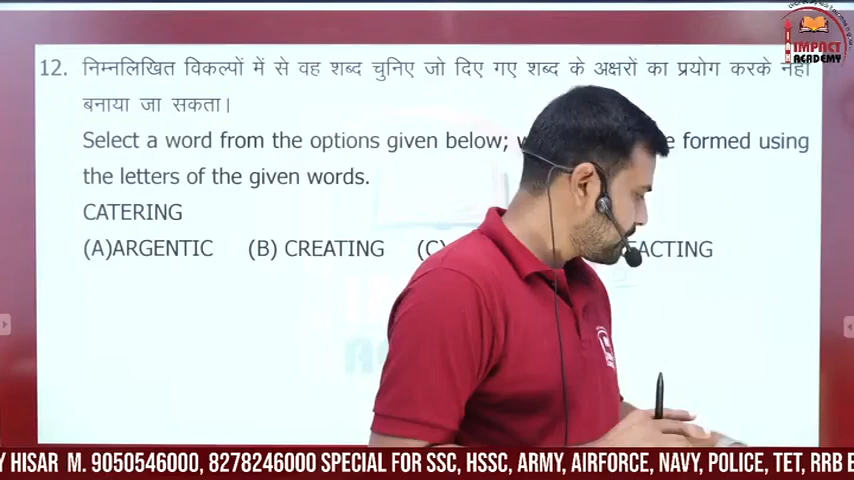 IMPACT
ACADEMY
12. निम्नलिखित विकल्पों में से वह शब्द चुनिए जो दिए गए शब्द के अक्षरों का प्रयोग करके नहीं
बनाया जा सकता।
Select a word from the options given below; formed using
the letters of the given words.
CATERING
(A)ARGENTIC (B) CREATING (C)
Y HISAR M. 9050546000, 8278246000 SPECIAL FOR SSC, HSSC, ARMY, AIRFORCE, NAVY, POLICE, TET, RRB